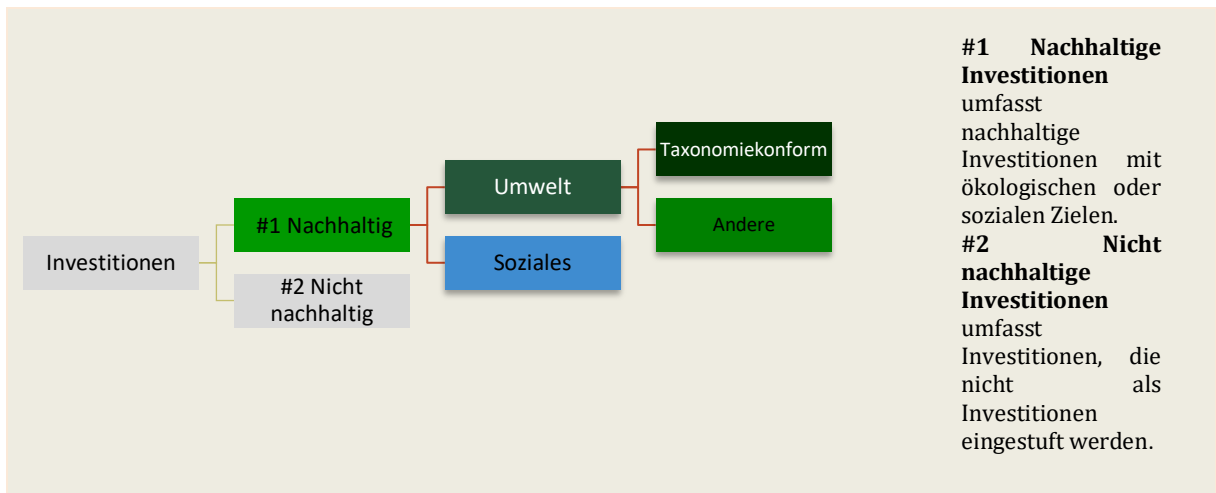 Investitionen
#1 Nachhaltig
#2 Nicht
nachhaltig
Umwelt
Soziales
Taxonomiekonform
Andere
#1 Nachhaltige
Investitionen
umfasst
nachhaltige
Investitionen mit
ökologischen oder
sozialen Zielen.
#2 Nicht
nachhaltige
Investitionen
umfasst
Investitionen, die
nicht als
Investitionen
eingestuft werden.